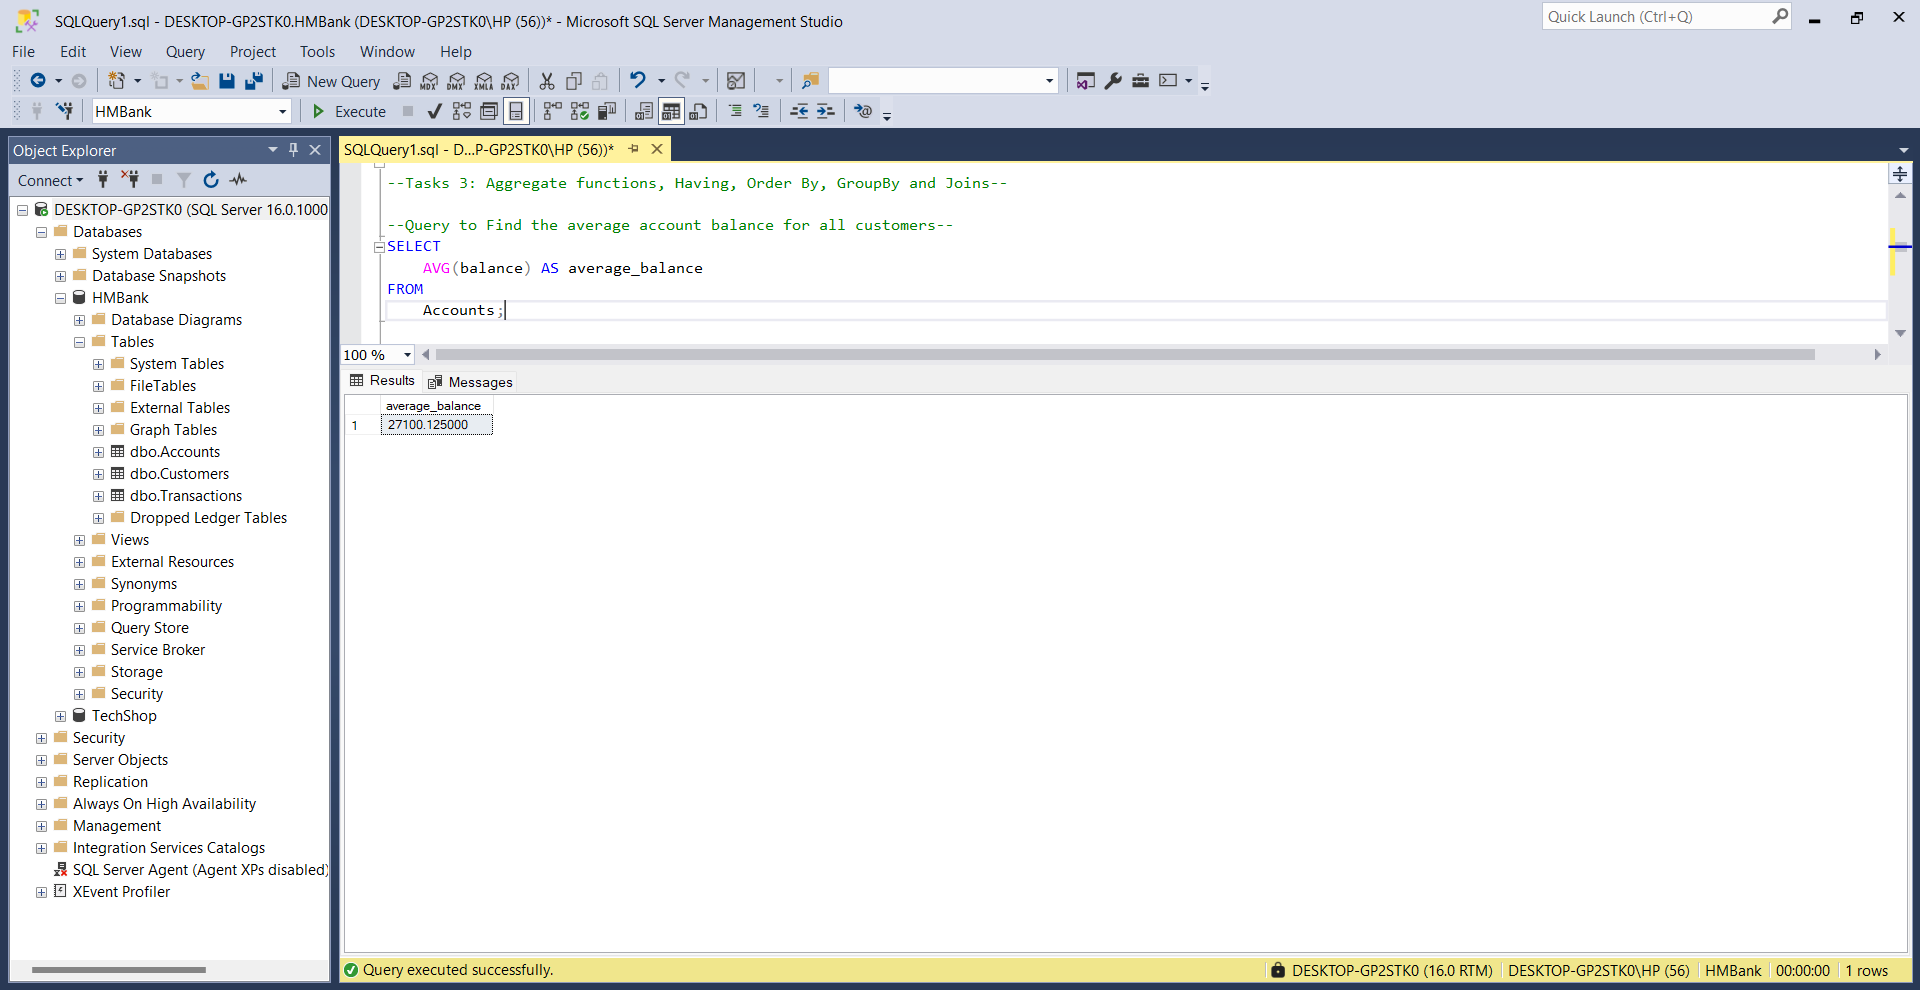 SQLQuery1.sql - DESKTOP-GP2STK0.HMBank (DESKTOP-GP2STK0\HP (56))* - Microsoft SQL Server Management Studio
Quick Launch (Ctrl+Q)
File Edit View Query Project Tools Window Help
New Query MDX DMX XMLA DAX
HMBank Execute
Object Explorer
Connect
DESKTOP-GP2STK0 (SQL Server 16.0.1000
Databases
System Databases
Database Snapshots
HMBank
Database Diagrams
Tables
System Tables
FileTables
External Tables
Graph Tables
dbo.Accounts
dbo.Customers
dbo.Transactions
Dropped Ledger Tables
Views
External Resources
Synonyms
Programmability
Query Store
Service Broker
Storage
Security
TechShop
Security
Server Objects
Replication
Always On High Availability
Management
Integration Services Catalogs
SQL Server Agent (Agent XPs disabled)
XEvent Profiler
SQLQuery1.sql - D...P-GP2STK0\HP (56))*
--Tasks 3: Aggregate functions, Having, Order By, GroupBy and Joins--
--Query to Find the average account balance for all customers--
SELECT
AVG(balance) AS average_balance
FROM
Accounts;
100 %
Results Messages
average_balance
1 27100.125000
Query executed successfully.
DESKTOP-GP2STK0 (16.0 RTM) DESKTOP-GP2STK0\HP (56) HMBank 00:00:00 1 rows